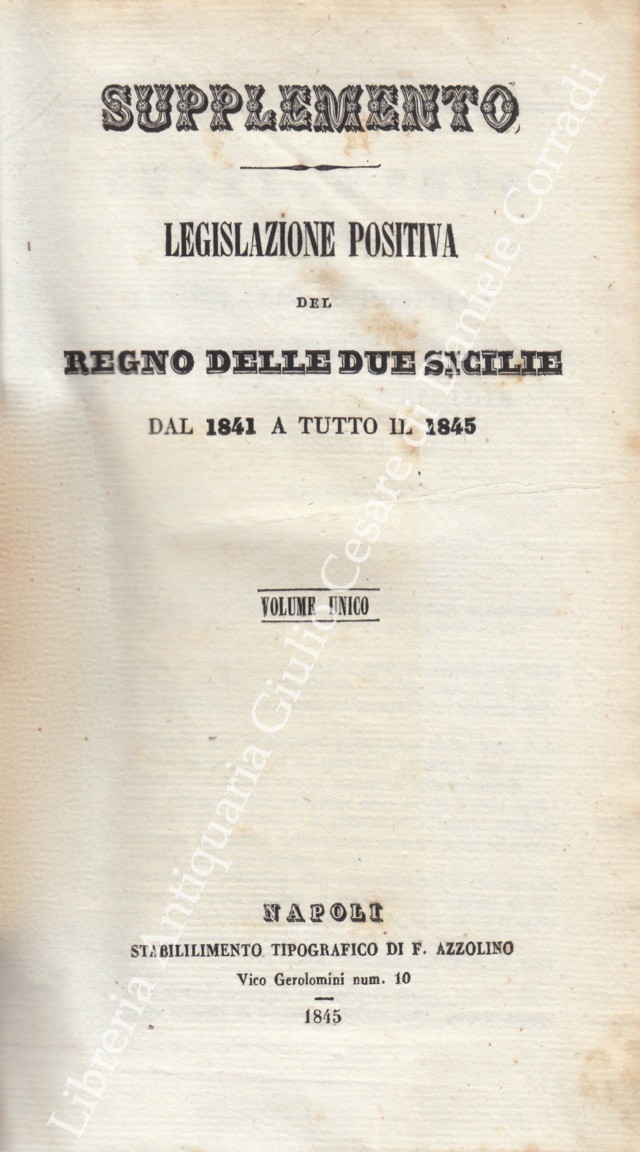 SUPPLEMENTO
LEGISLAZIONE POSITIVA
DEL
REGNO DELLE DUE SICILIE
DAL 1841 A TUTTO IL 1845
VOLUME UNICO
NAPOLI
STABILILIMENTO TIPOGRAFICO DI F. AZZOLINO
Vico Gerolomini num. 10
1845
Libreria Antiquaria Giulio Cesare di Daniele Corradi